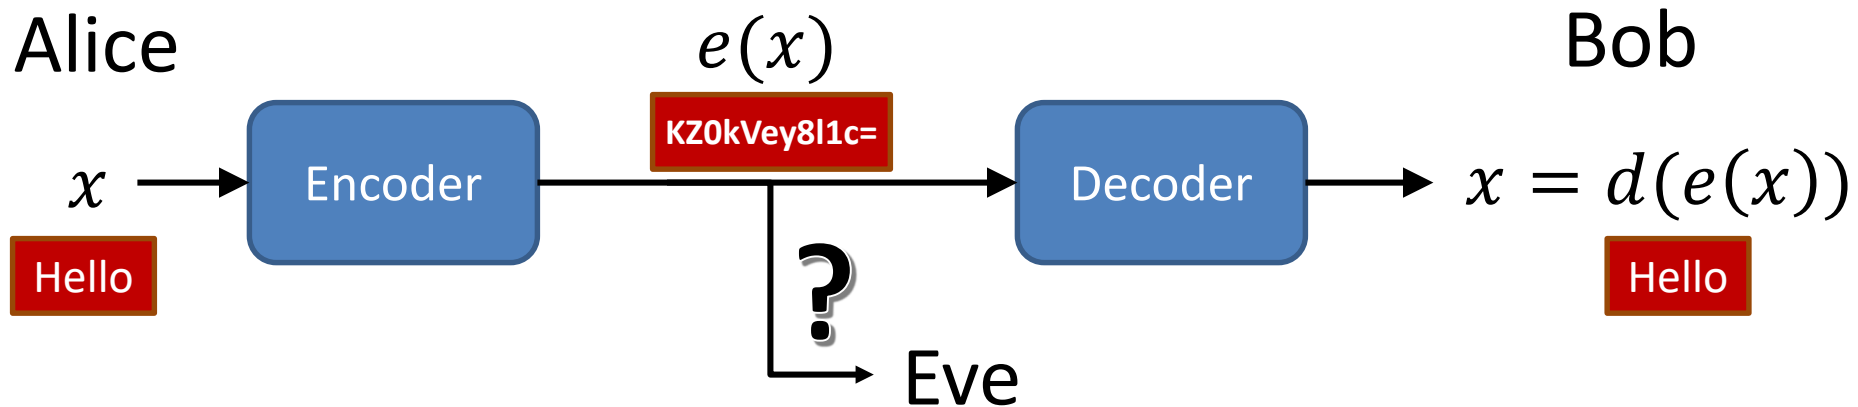 Alice
e(x)
Bob
KZ0kVey8l1c=
x
Encoder
Decoder
x = d(e(x))
Hello
?
Hello
Eve